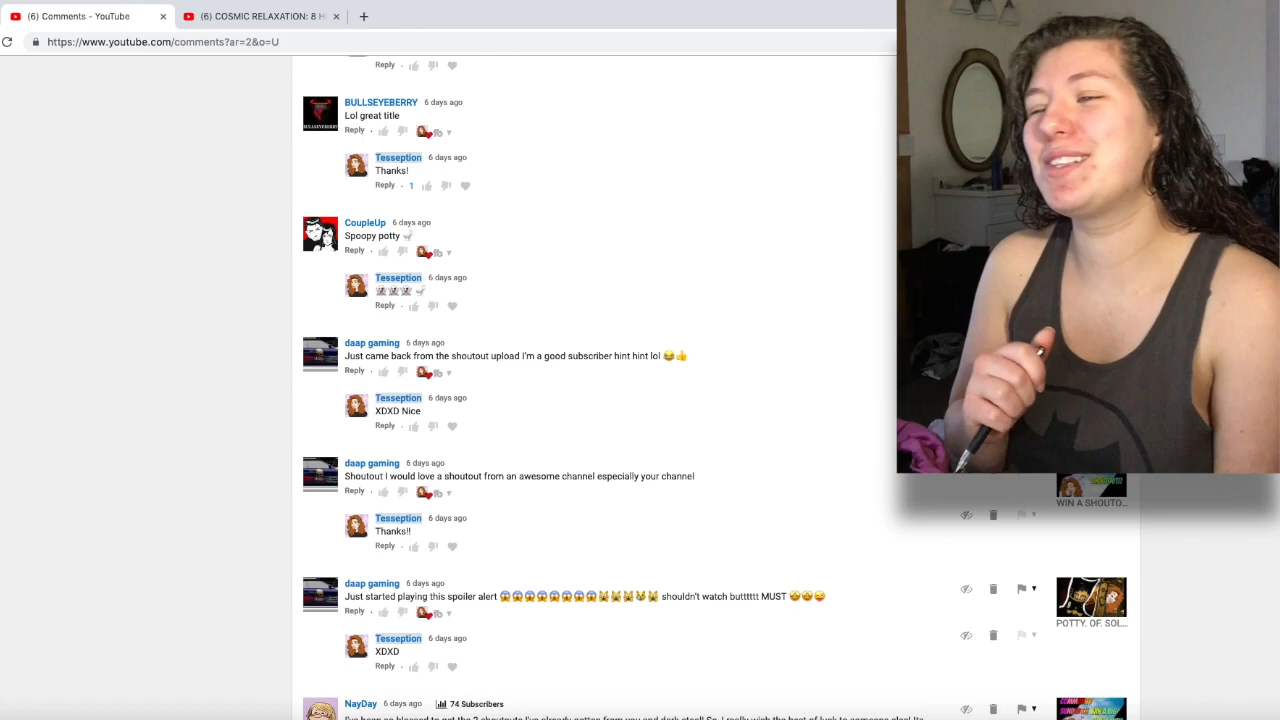 (6) Comments - YouTube
(6) COSMIC RELAXATION: 8 H
https://www.youtube.com/comments?ar=2&o=U
Reply
BULLSEYEBERRY 6 days ago
Lol great title
Reply
Tesseption 6 days ago
Thanks!
Reply · 1
CoupleUp 6 days ago
Spoopy potty
Reply
Tesseption 6 days ago
Reply
daap gaming 6 days ago
Just came back from the shoutout upload I'm a good subscriber hint hint lol 😂👍
Reply
Tesseption 6 days ago
XDXD Nice
Reply
daap gaming 6 days ago
Shoutout I would love a shoutout from an awesome channel especially your channel
Reply
WIN A SHOUTO...
Tesseption 6 days ago
Thanks!!
Reply
daap gaming 6 days ago
Just started playing this spoiler alert 😱😱😱😱😱😱😱😱🙀🙀🙀😿🙀 shouldn't watch butttttt MUST 🤩🤩😜
Reply
POTTY. OF. SOL...
Tesseption 6 days ago
XDXD
Reply
NayDay 6 days ago 74 Subscribers